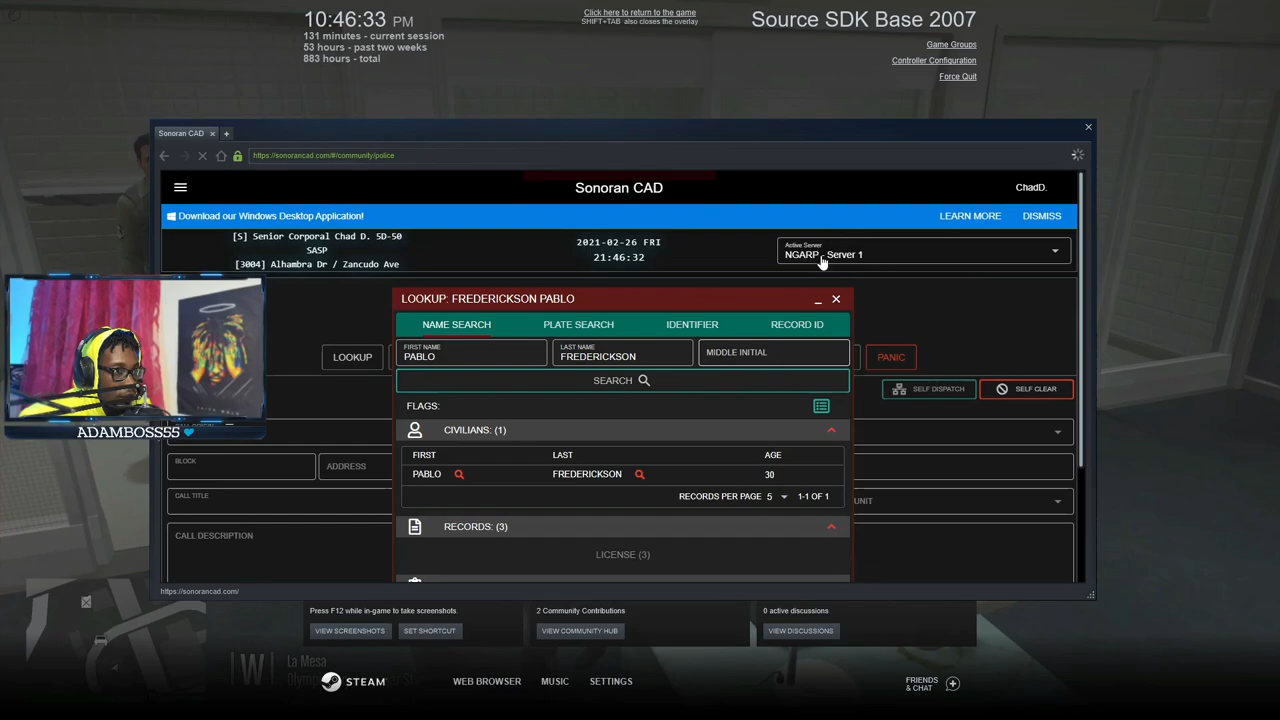 10:46:33 PM
131 minutes - current session
53 hours - past two weeks
883 hours - total
Click here to return to the game
SHIFT+TAB also closes the overlay
Source SDK Base 2007
Game Groups
Controller Configuration
Force Quit
Sonoran CAD
https://sonorancad.com/#/community/police
Sonoran CAD
ChadD.
Download our Windows Desktop Application!
LEARN MORE
DISMISS
[S] Senior Corporal Chad D. 5D-50
SASP
[3004] Alhambra Dr / Zancudo Ave
2021-02-26 FRI
21:46:32
Active Server
NGARP - Server 1
LOOKUP: FREDERICKSON PABLO
NAME SEARCH
PLATE SEARCH
IDENTIFIER
RECORD ID
FIRST NAME
PABLO
LAST NAME
FREDERICKSON
MIDDLE INITIAL
LOOKUP
PANIC
SEARCH
SELF DISPATCH
SELF CLEAR
FLAGS:
CIVILIANS: (1)
FIRST
LAST
AGE
PABLO
FREDERICKSON
30
RECORDS PER PAGE 5
1-1 OF 1
RECORDS: (3)
LICENSE (3)
BLOCK
ADDRESS
CALL TITLE
UNIT
CALL DESCRIPTION
ADAMBOSS55
https://sonorancad.com/
Press F12 while in-game to take screenshots.
VIEW SCREENSHOTS
SET SHORTCUT
2 Community Contributions
VIEW COMMUNITY HUB
0 active discussions
VIEW DISCUSSIONS
W
La Mesa
STEAM
WEB BROWSER
MUSIC
SETTINGS
FRIENDS
& CHAT